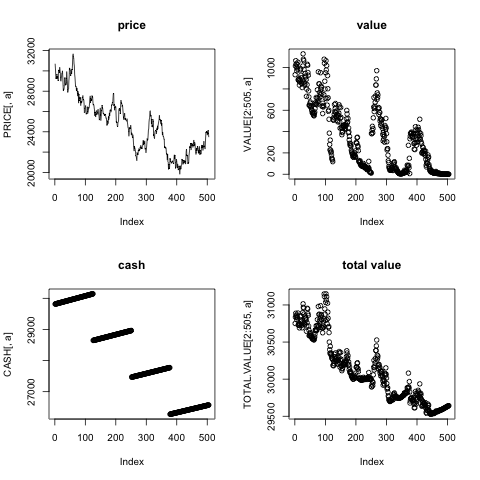 price
PRICE[, a]
32000
28000
24000
20000
0 100 200 300 400 500
Index
value
VALUE[2:505, a]
1000
600
200
0
0 100 200 300 400 500
Index
cash
CASH[, a]
29000
27000
0 100 200 300 400 500
Index
total value
TOTAL.VALUE[2:505, a]
31000
30500
30000
29500
0 100 200 300 400 500
Index